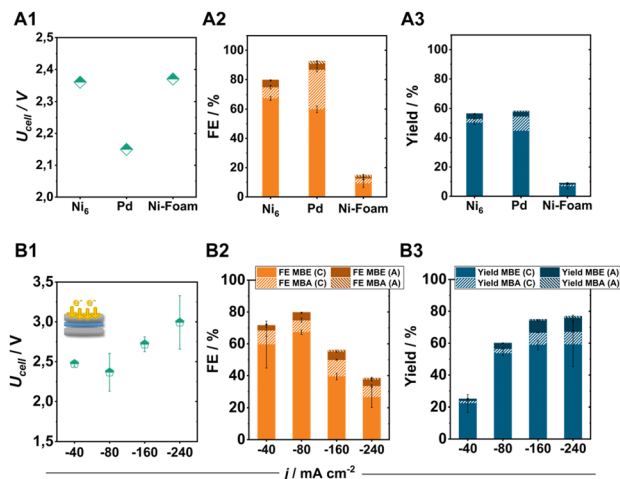 A1
A2
A3
2,5
2,4
2,3
2,2
2,1
2,0
U_cell / V
Ni₆
Pd
Ni-Foam
100
80
60
40
20
0
FE / %
Ni₆
Pd
Ni-Foam
100
80
60
40
20
0
Yield / %
Ni₆
Pd
Ni-Foam
B1
B2
B3
3,5
3,0
2,5
2,0
1,5
U_cell / V
e⁻ e⁻
-40
-80
-160
-240
FE MBE (C) FE MBE (A)
FE MBA (C) FE MBA (A)
100
80
60
40
20
0
FE / %
-40
-80
-160
-240
Yield MBE (C) Yield MBE (A)
Yield MBA (C) Yield MBA (A)
100
80
60
40
20
0
Yield / %
-40
-80
-160
-240
j / mA cm⁻²